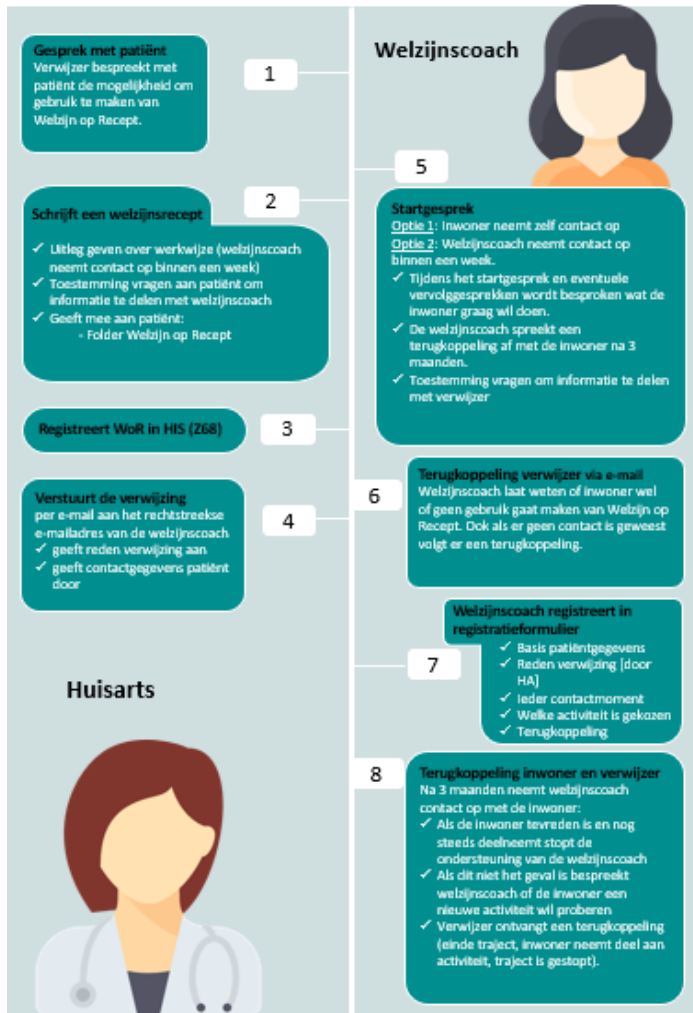 Gesprek met patiënt
Verwijzer bespreekt met
patiënt de mogelijkheid om
gebruik te maken van
Welzijn op Recept.
1
2
Schrijft een welzijnsrecept
✓ Uitleg geven over werkwijze (welzijnscoach
neemt contact op binnen een week)
✓ Toestemming vragen aan patiënt om
informatie te delen met welzijnscoach
✓ Geeft mee aan patiënt:
- Folder Welzijn op Recept
Registreert WoR in HIS (Z68)
3
Verstuurt de verwijzing
per e-mail aan het rechtstreekse
e-mailadres van de welzijnscoach
✓ geeft reden verwijzing aan
✓ geeft contactgegevens patiënt
door
4
Huisarts
Welzijnscoach
5
Startgesprek
Optie 1: Inwoner neemt zelf contact op
Optie 2: Welzijnscoach neemt contact op
binnen een week.
✓ Tijdens het startgesprek en eventuele
vervolggesprekken wordt besproken wat de
inwoner graag wil doen.
✓ De welzijnscoach spreekt een
terugkoppeling af met de inwoner na 3
maanden.
✓ Toestemming vragen om informatie te delen
met verwijzer
6
Terugkoppeling verwijzer via e-mail
Welzijnscoach laat weten of inwoner wel
of geen gebruik gaat maken van Welzijn op
Recept. Ook als er geen contact is geweest
volgt er een terugkoppeling.
7
Welzijnscoach registreert in
registratieformulier
✓ Basis patiëntgegevens
✓ Reden verwijzing [door
HA]
✓ Ieder contactmoment
✓ Welke activiteit is gekozen
✓ Terugkoppeling
8
Terugkoppeling inwoner en verwijzer
Na 3 maanden neemt welzijnscoach
contact op met de inwoner:
✓ Als de inwoner tevreden is en nog
steeds deelneemt stopt de
ondersteuning van de welzijnscoach
✓ Als dit niet het geval is bespreekt
welzijnscoach of de inwoner een
nieuwe activiteit wil proberen
✓ Verwijzer ontvangt een terugkoppeling
(einde traject, inwoner neemt deel aan
activiteit, traject is gestopt).